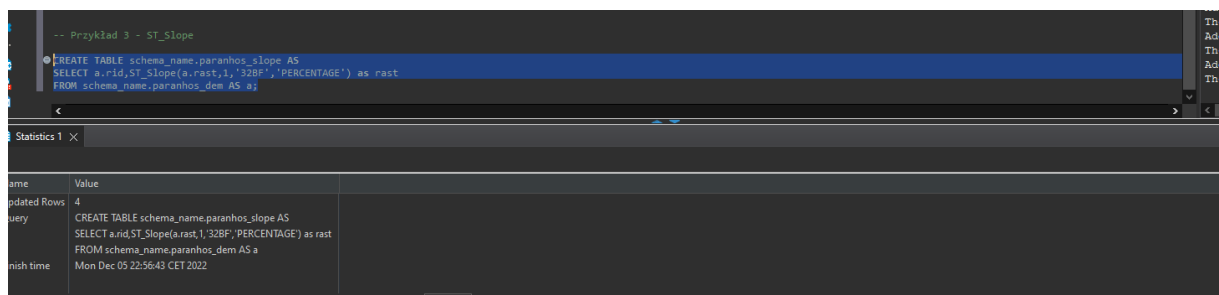 -- Przykład 3 - ST_Slope
CREATE TABLE schema_name.paranhos_slope AS
SELECT a.rid,ST_Slope(a.rast,1,'32BF','PERCENTAGE') as rast
FROM schema_name.paranhos_dem AS a;
Th
Ad
Th
Ad
Th
Statistics 1
ame Value
pdated Rows 4
uery CREATE TABLE schema_name.paranhos_slope AS
SELECT a.rid,ST_Slope(a.rast,1,'32BF','PERCENTAGE') as rast
FROM schema_name.paranhos_dem AS a
nish time Mon Dec 05 22:56:43 CET 2022